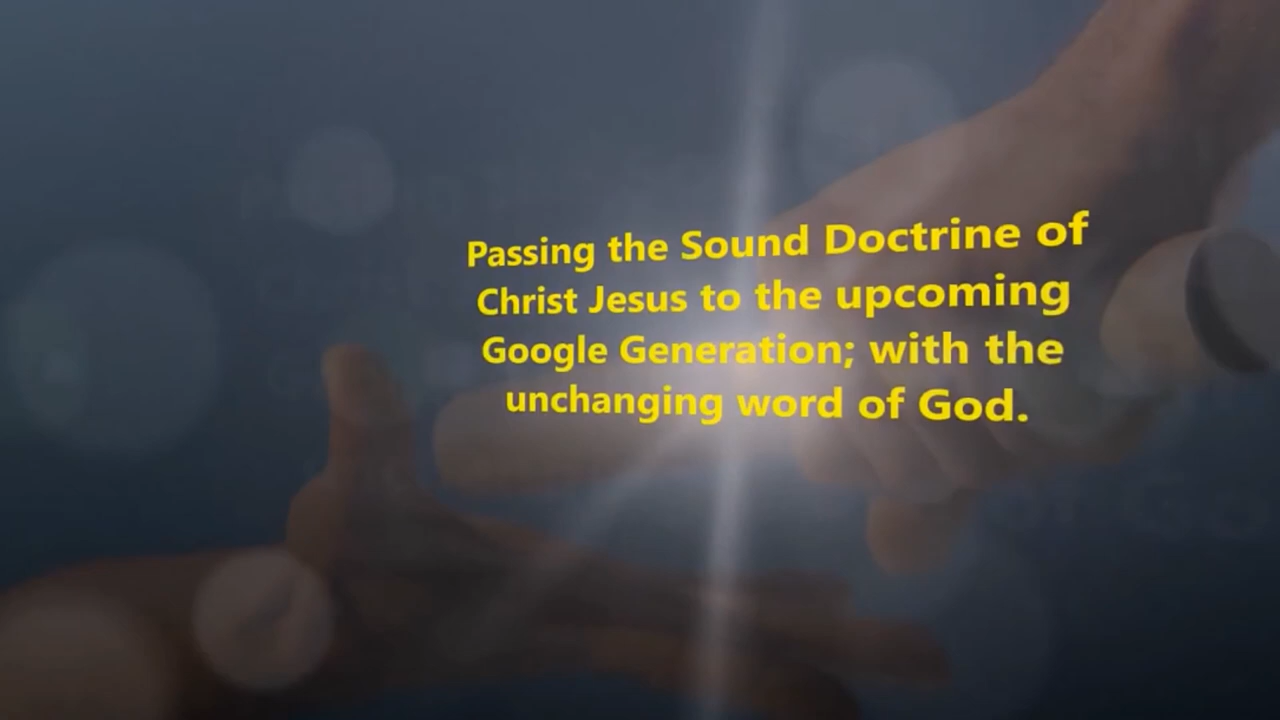 Passing the Sound Doctrine of
Christ Jesus to the upcoming
Google Generation; with the
unchanging word of God.